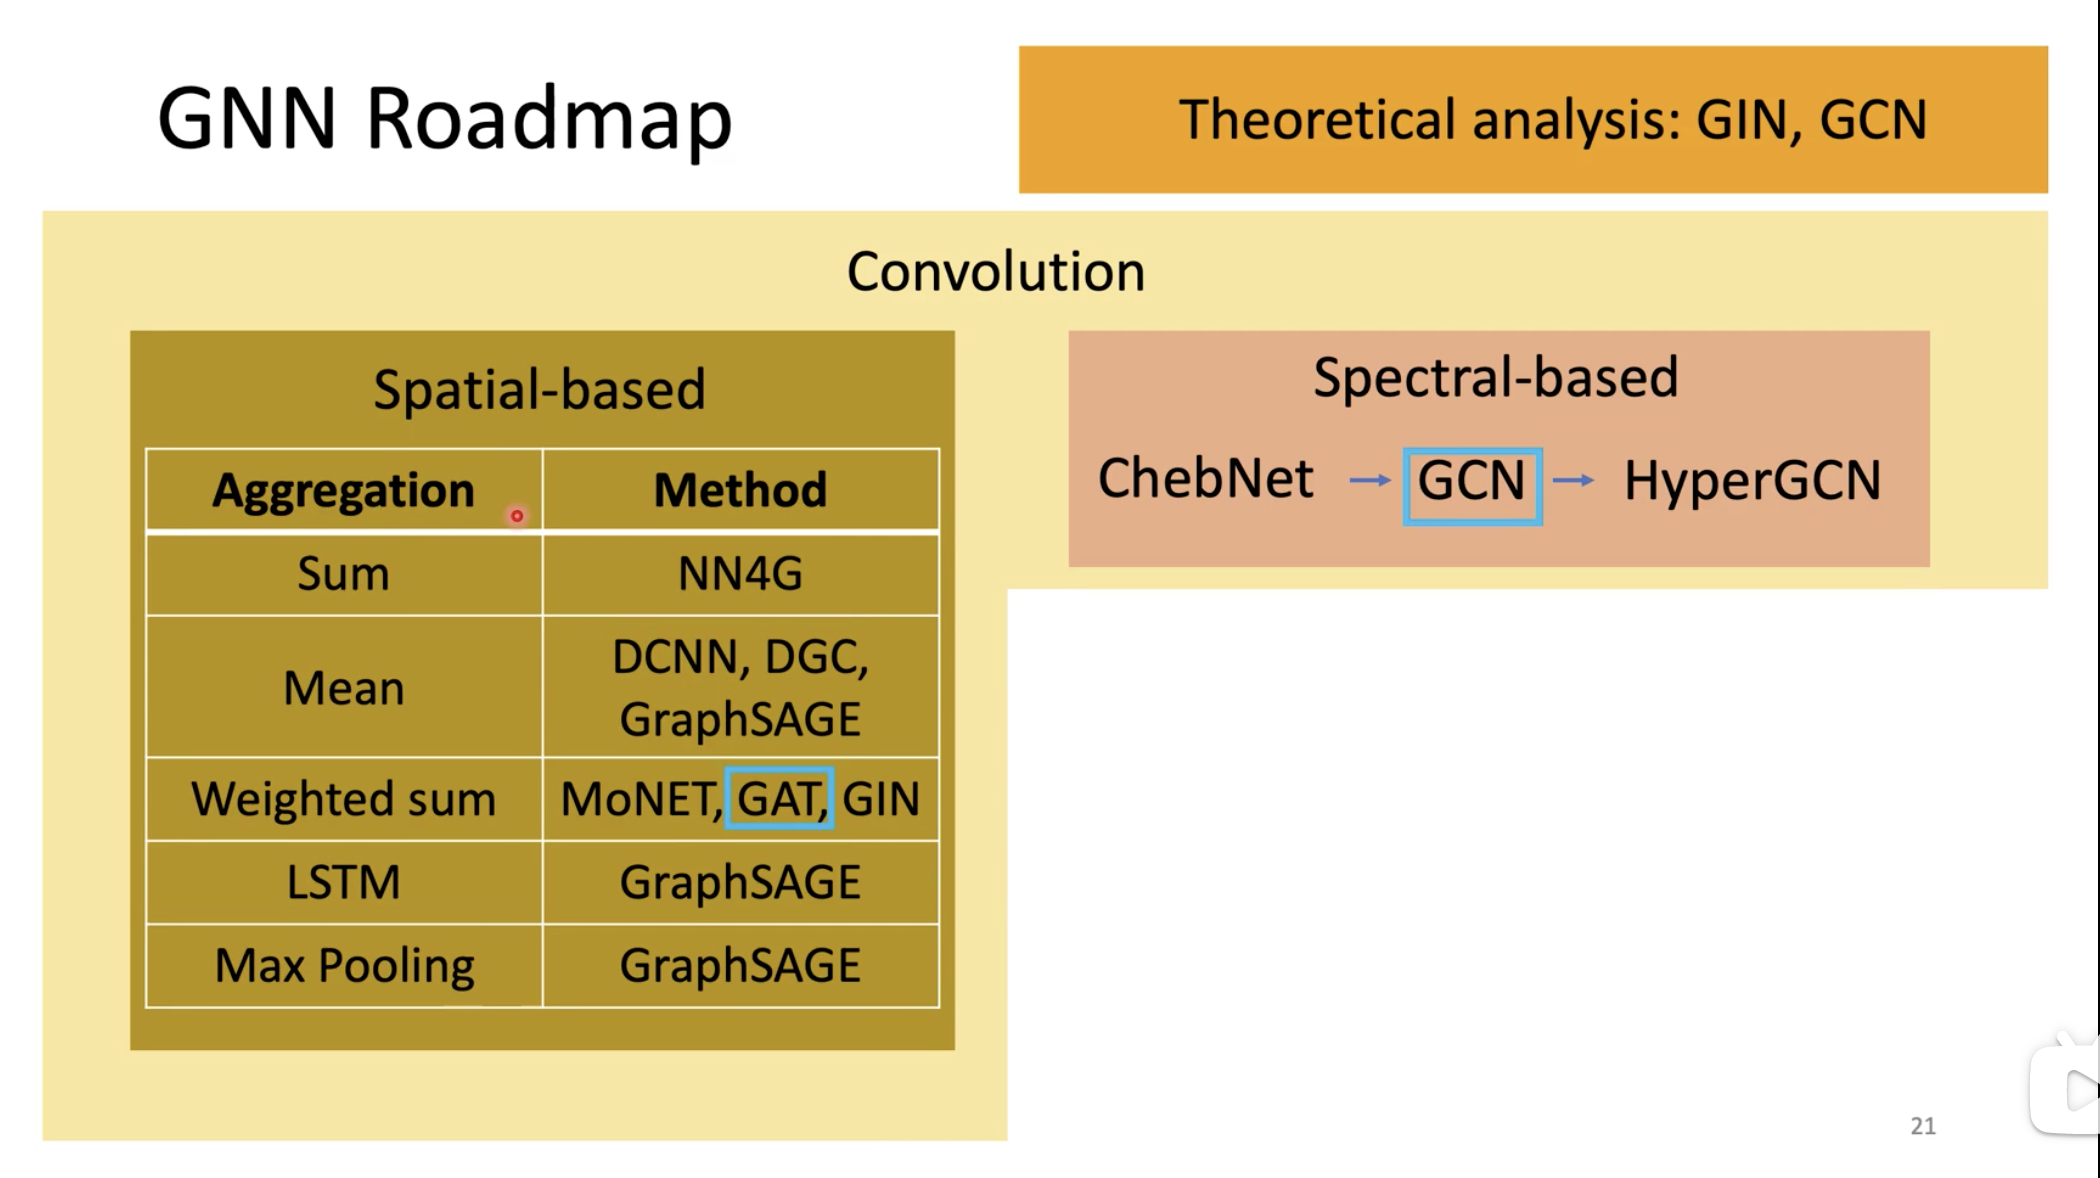 GNN Roadmap
Theoretical analysis: GIN, GCN
Convolution
Spatial-based
Aggregation Method
Sum NN4G
Mean DCNN, DGC,
GraphSAGE
Weighted sum MoNET, GAT, GIN
LSTM GraphSAGE
Max Pooling GraphSAGE
Spectral-based
ChebNet → GCN → HyperGCN
21